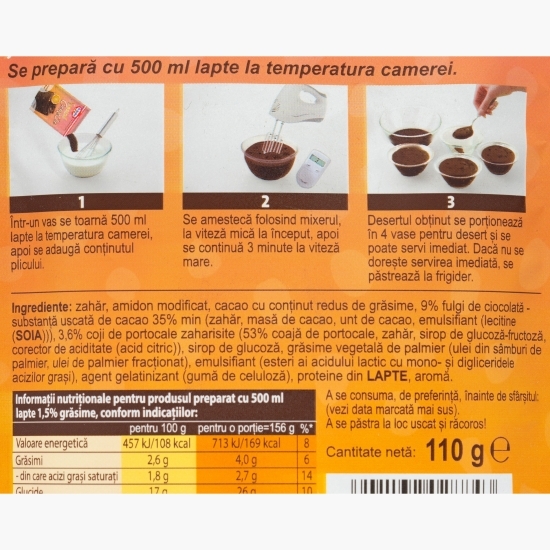 Se prepară cu 500 ml lapte la temperatura camerei.
1
Într-un vas se toarnă 500 ml
lapte la temperatura camerei,
apoi se adaugă conținutul
plicului.
2
Se amestecă folosind mixerul,
la viteză mică la început, apoi
se continuă 3 minute la viteză
mare.
3
Desertul obținut se porționează
în 4 vase pentru desert și se
poate servi imediat. Dacă nu se
dorește servirea imediată, se
păstrează la frigider.
Ingrediente: zahăr, amidon modificat, cacao cu conținut redus de grăsime, 9% fulgi de ciocolată -
substanță uscată de cacao 35% min (zahăr, masă de cacao, unt de cacao, emulsifiant (lecitine
(SOIA))), 3,6% coji de portocale zaharisite (53% coajă de portocale, zahăr, sirop de glucoză-fructoză,
corector de aciditate (acid citric)), sirop de glucoză, grăsime vegetală de palmier (ulei din sâmburi de
palmier, ulei de palmier fracționat), emulsifiant (esteri ai acidului lactic cu mono- și digliceridele
acizilor grași), agent gelatinizant (gumă de celuloză), proteine din LAPTE, aromă.
Informații nutriționale pentru produsul preparat cu 500 ml
lapte 1,5% grăsime, conform indicațiilor:
pentru 100 g pentru o porție=156 g %*
Valoare energetică 457 kJ/108 kcal 713 kJ/169 kcal 8
Grăsimi 2,6 g 4,0 g 6
- din care acizi grași saturați 1,8 g 2,7 g 14
Glucide 17 g 26 g 10
A se consuma, de preferință, înainte de sfârșitul:
(vezi data marcată mai sus).
A se păstra la loc uscat și răcoros!
Cantitate netă: 110 g e